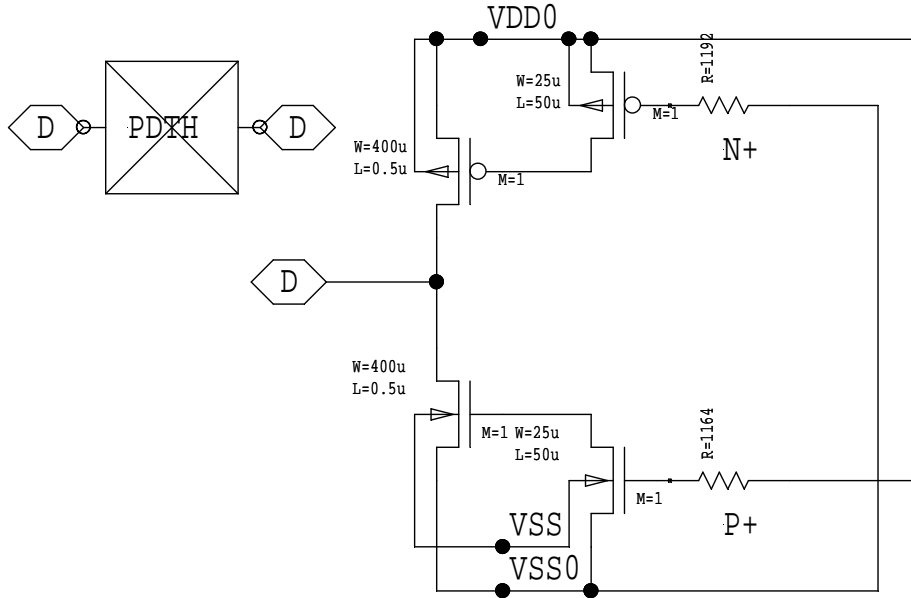 VDD0
R=1192
W=25u
L=50u
D
PDTH
D
M=1
W=400u
L=0.5u
N+
M=1
D
W=400u
L=0.5u
R=1164
M=1
W=25u
L=50u
M=1
VSS
P+
VSS0